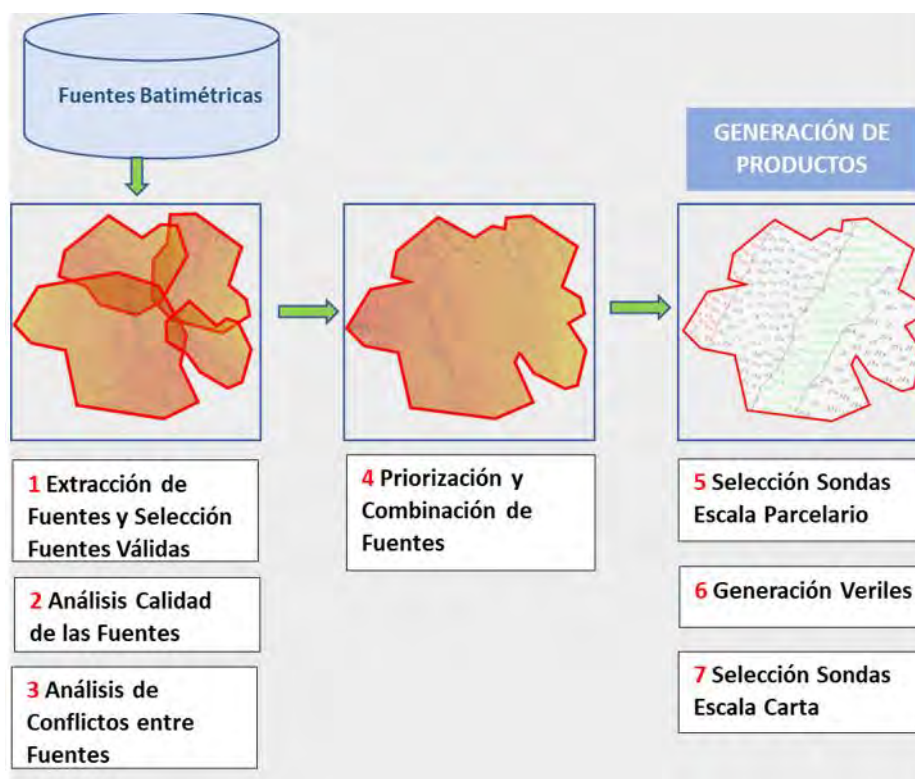 Fuentes Batimétricas
GENERACIÓN DE
PRODUCTOS
1 Extracción de
Fuentes y Selección
Fuentes Válidas
2 Análisis Calidad
de las Fuentes
3 Análisis de
Conflictos entre
Fuentes
4 Priorización y
Combinación de
Fuentes
5 Selección Sondas
Escala Parcelario
6 Generación Veriles
7 Selección Sondas
Escala Carta